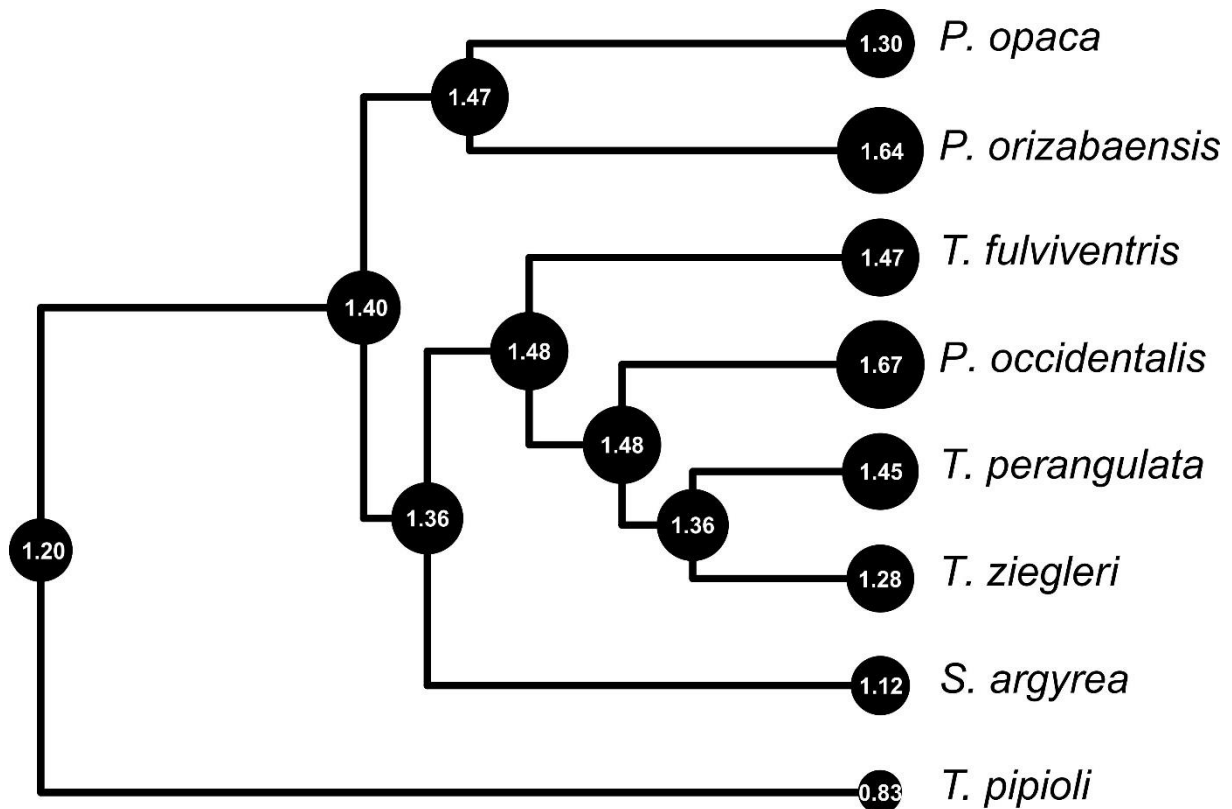 1.30 P. opaca
1.47
1.64 P. orizabaensis
1.47 T. fulviventris
1.40
1.48
1.67 P. occidentalis
1.48
1.45 T. perangulata
1.36
1.36
1.20
1.28 T. ziegleri
1.12 S. argyrea
0.83 T. pipioli